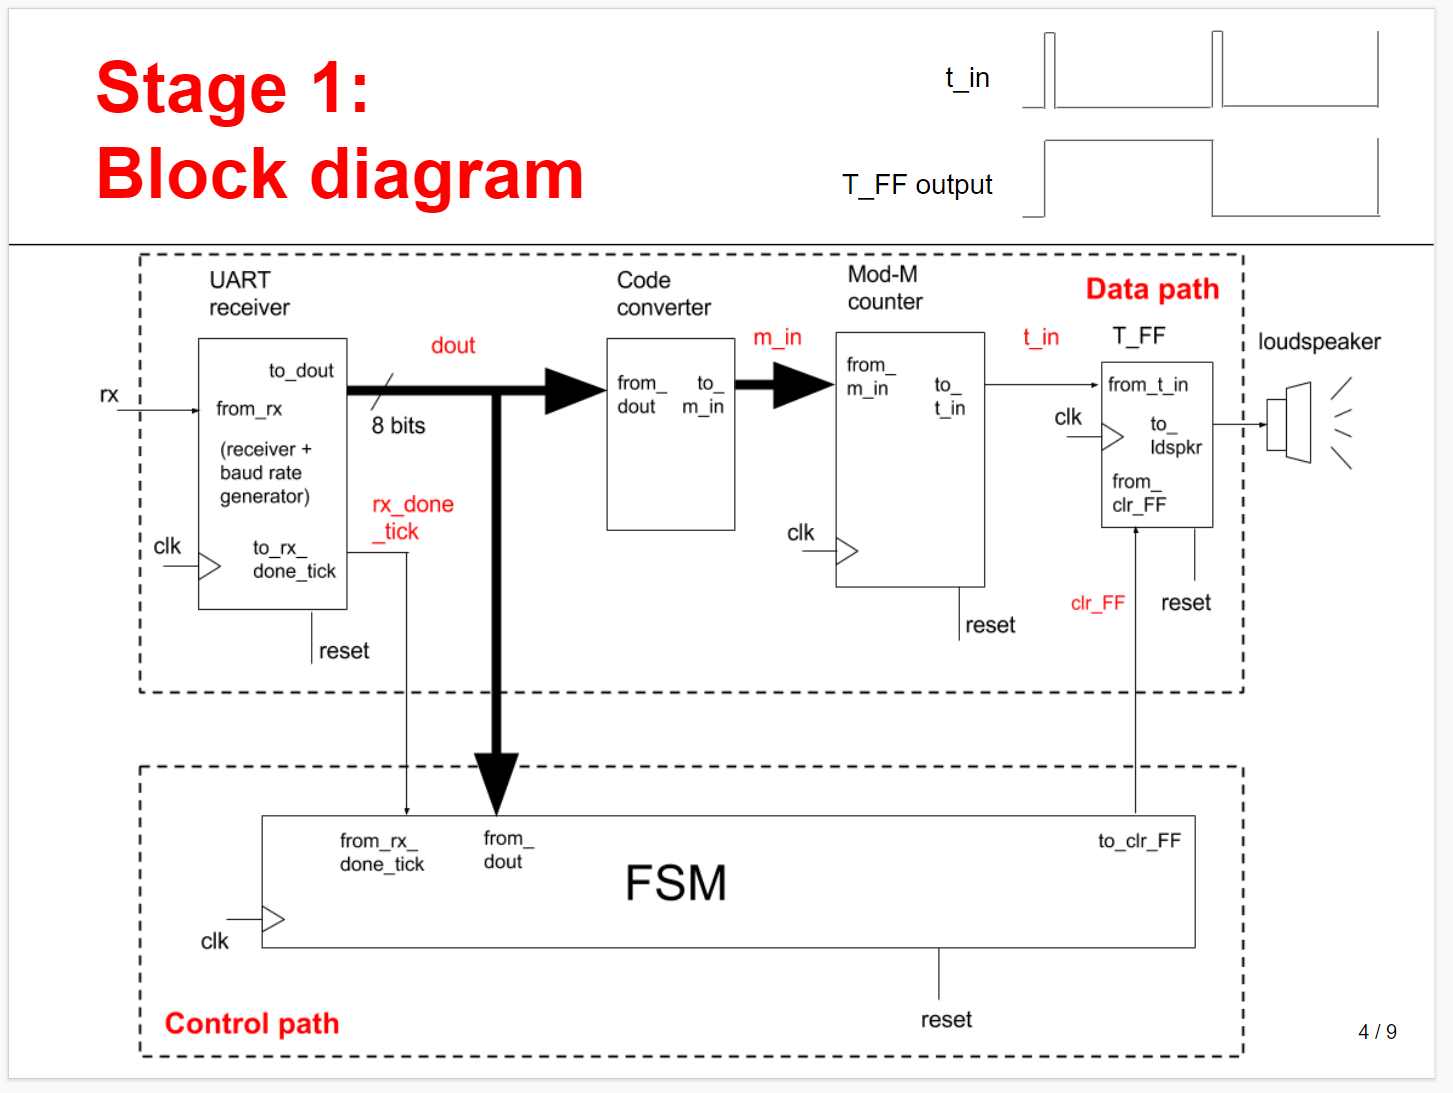 Stage 1:
Block diagram
t_in
T_FF output
UART
receiver
Code
converter
Mod-M
counter
Data path
dout
m_in
t_in
T_FF
loudspeaker
to_dout
from_
dout
to_
m_in
from_
m_in
to_
t_in
from_t_in
rx
from_rx
8 bits
clk
to_
ldspkr
(receiver +
baud rate
generator)
from_
clr_FF
rx_done
_tick
clk
to_rx_
done_tick
clk
reset
reset
clr_FF
reset
from_rx_
done_tick
from_
dout
FSM
to_clr_FF
clk
reset
Control path
4 / 9